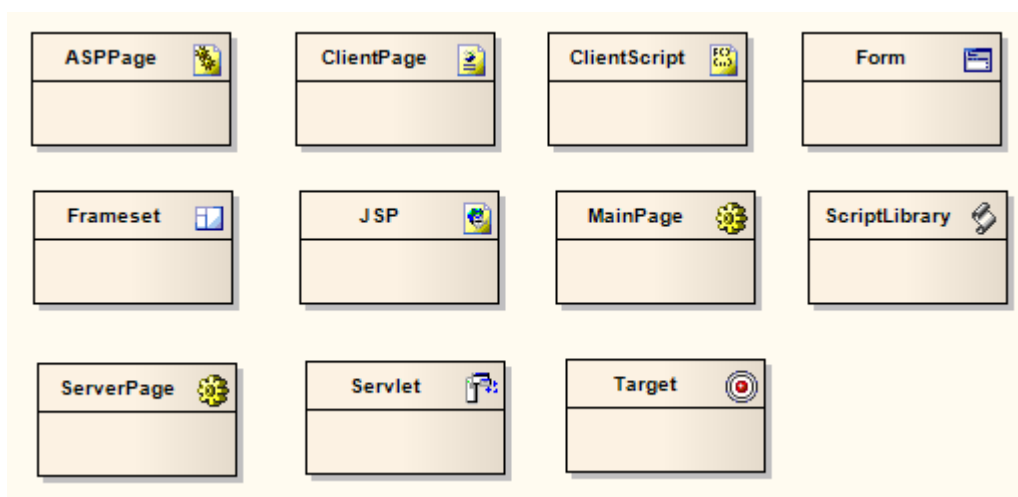 ASPPage
ClientPage
ClientScript
Form
Frameset
JSP
MainPage
ScriptLibrary
ServerPage
Servlet
Target